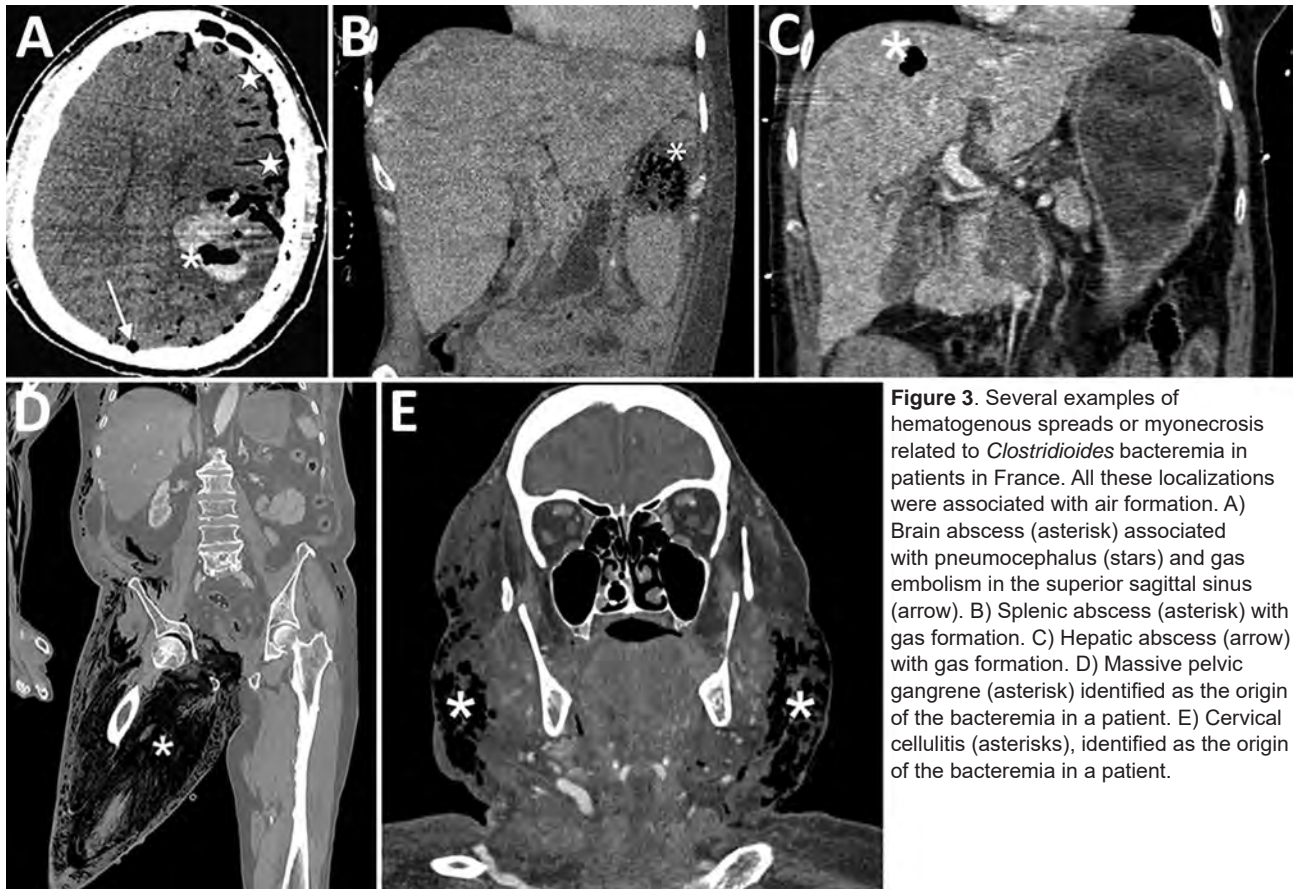 A
B
C
D
E
Figure 3. Several examples of
hematogenous spreads or myonecrosis
related to Clostridioides bacteremia in
patients in France. All these localizations
were associated with air formation. A)
Brain abscess (asterisk) associated
with pneumocephalus (stars) and gas
embolism in the superior sagittal sinus
(arrow). B) Splenic abscess (asterisk) with
gas formation. C) Hepatic abscess (arrow)
with gas formation. D) Massive pelvic
gangrene (asterisk) identified as the origin
of the bacteremia in a patient. E) Cervical
cellulitis (asterisks), identified as the origin
of the bacteremia in a patient.